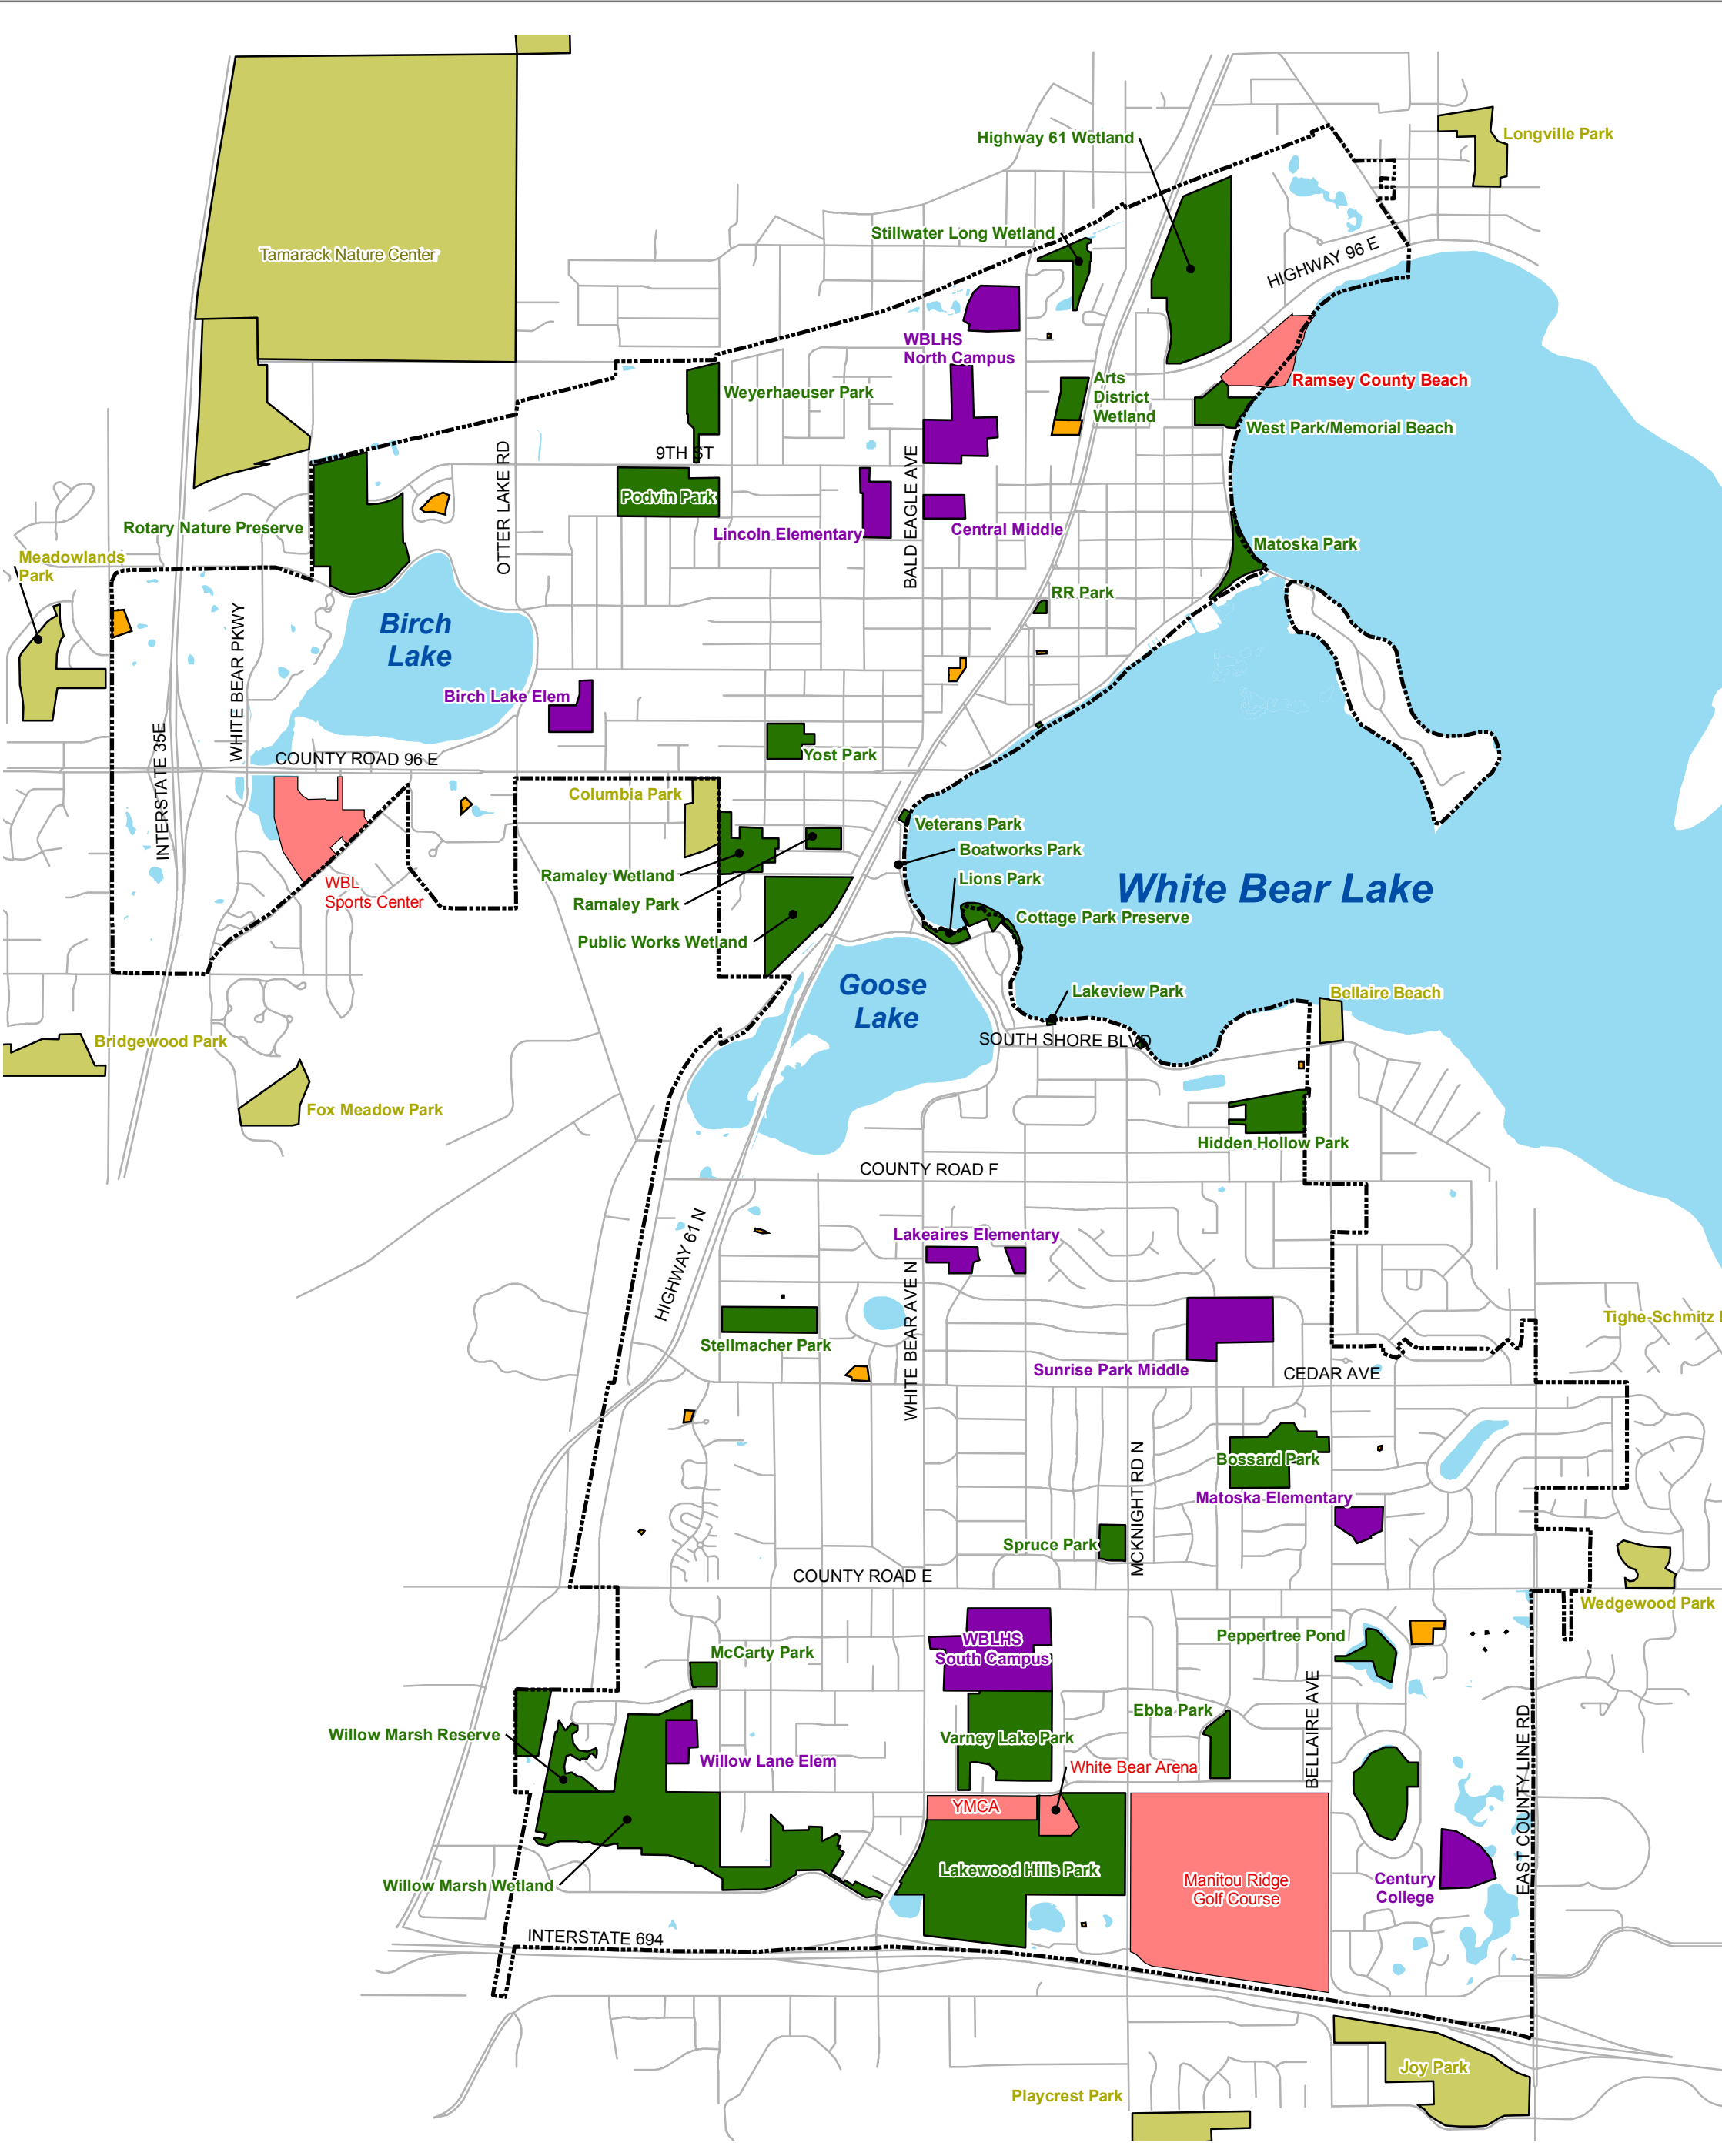 Longville Park
Highway 61 Wetland
Stillwater Long Wetland
HIGHWAY 96 E
Tamarack Nature Center
WBLHS
North Campus
Ramsey County Beach
Arts
District
Wetland
Weyerhaeuser Park
West Park/Memorial Beach
9TH ST
Podvin Park
OTTER LAKE RD
BALD EAGLE AVE
Rotary Nature Preserve
Lincoln Elementary
Central Middle
Matoska Park
Meadowlands
Park
RR Park
Birch
Lake
WHITE BEAR PKWY
Birch Lake Elem
INTERSTATE 35E
COUNTY ROAD 96 E
Yost Park
Columbia Park
Veterans Park
Boatworks Park
Ramaley Wetland
Lions Park
White Bear Lake
WBL
Sports Center
Ramaley Park
Cottage Park Preserve
Public Works Wetland
Goose
Lake
Lakeview Park
Bellaire Beach
SOUTH SHORE BLVD
Bridgewood Park
Fox Meadow Park
Hidden Hollow Park
COUNTY ROAD F
HIGHWAY 61 N
Lakeaires Elementary
WHITE BEAR AVE N
Tighe-Schmitz
Stellmacher Park
Sunrise Park Middle
CEDAR AVE
MCKNIGHT RD N
Bossard Park
Matoska Elementary
Spruce Park
COUNTY ROAD E
Wedgewood Park
Peppertree Pond
WBLHS
South Campus
McCarty Park
BELLAIRE AVE
Ebba Park
EAST COUNTY LINE RD
Willow Marsh Reserve
Varney Lake Park
Willow Lane Elem
White Bear Arena
YMCA
Lakewood Hills Park
Manitou Ridge
Golf Course
Century
College
Willow Marsh Wetland
INTERSTATE 694
Joy Park
Playcrest Park